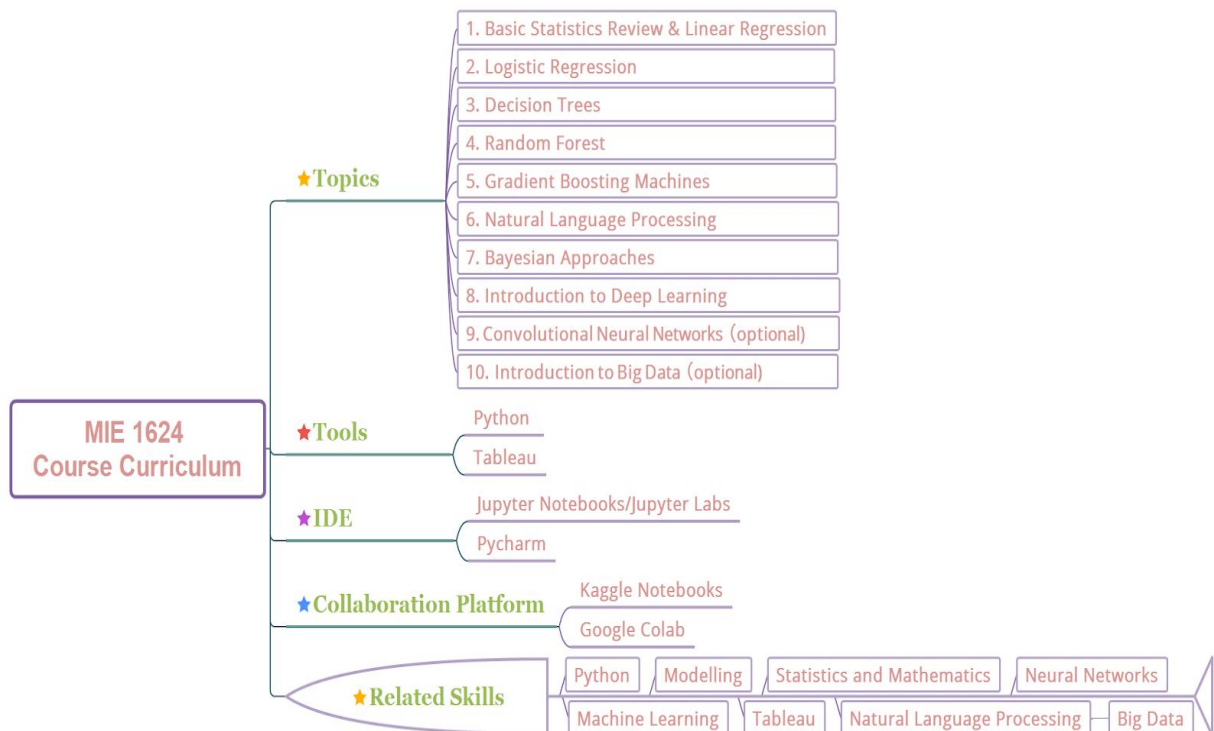 MIE 1624
Course Curriculum
Topics
1. Basic Statistics Review & Linear Regression
2. Logistic Regression
3. Decision Trees
4. Random Forest
5. Gradient Boosting Machines
6. Natural Language Processing
7. Bayesian Approaches
8. Introduction to Deep Learning
9. Convolutional Neural Networks (optional)
10. Introduction to Big Data (optional)
Tools
Python
Tableau
IDE
Jupyter Notebooks/Jupyter Labs
Pycharm
Collaboration Platform
Kaggle Notebooks
Google Colab
Related Skills
Python
Modelling
Statistics and Mathematics
Neural Networks
Machine Learning
Tableau
Natural Language Processing
Big Data